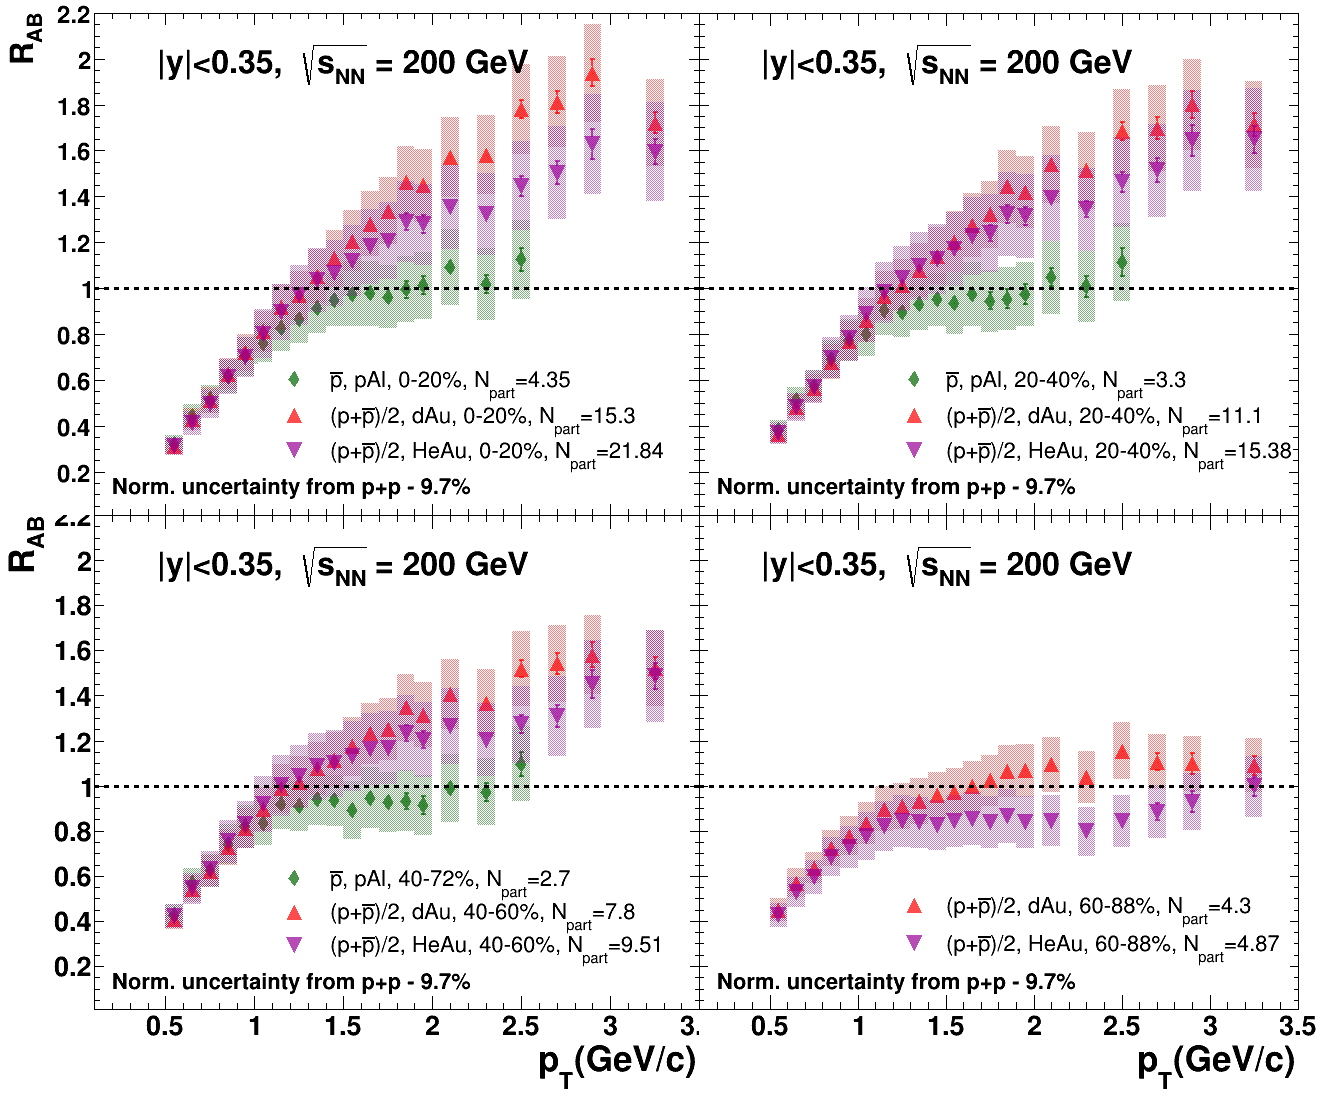 R_AB
|y|<0.35, √s_NN = 200 GeV
2.2
2
1.8
1.6
1.4
1.2
1
0.8
0.6
0.4
0.2
p̅, pAl, 0-20%, N_part=4.35
(p+p̅)/2, dAu, 0-20%, N_part=15.3
(p+p̅)/2, HeAu, 0-20%, N_part=21.84
Norm. uncertainty from p+p - 9.7%
|y|<0.35, √s_NN = 200 GeV
p̅, pAl, 20-40%, N_part=3.3
(p+p̅)/2, dAu, 20-40%, N_part=11.1
(p+p̅)/2, HeAu, 20-40%, N_part=15.38
Norm. uncertainty from p+p - 9.7%
R_AB
|y|<0.35, √s_NN = 200 GeV
2.2
2
1.8
1.6
1.4
1.2
1
0.8
0.6
0.4
0.2
p̅, pAl, 40-72%, N_part=2.7
(p+p̅)/2, dAu, 40-60%, N_part=7.8
(p+p̅)/2, HeAu, 40-60%, N_part=9.51
Norm. uncertainty from p+p - 9.7%
0.5 1 1.5 2 2.5 3 3.
p_T(GeV/c)
|y|<0.35, √s_NN = 200 GeV
(p+p̅)/2, dAu, 60-88%, N_part=4.3
(p+p̅)/2, HeAu, 60-88%, N_part=4.87
Norm. uncertainty from p+p - 9.7%
0.5 1 1.5 2 2.5 3 3.5
p_T(GeV/c)